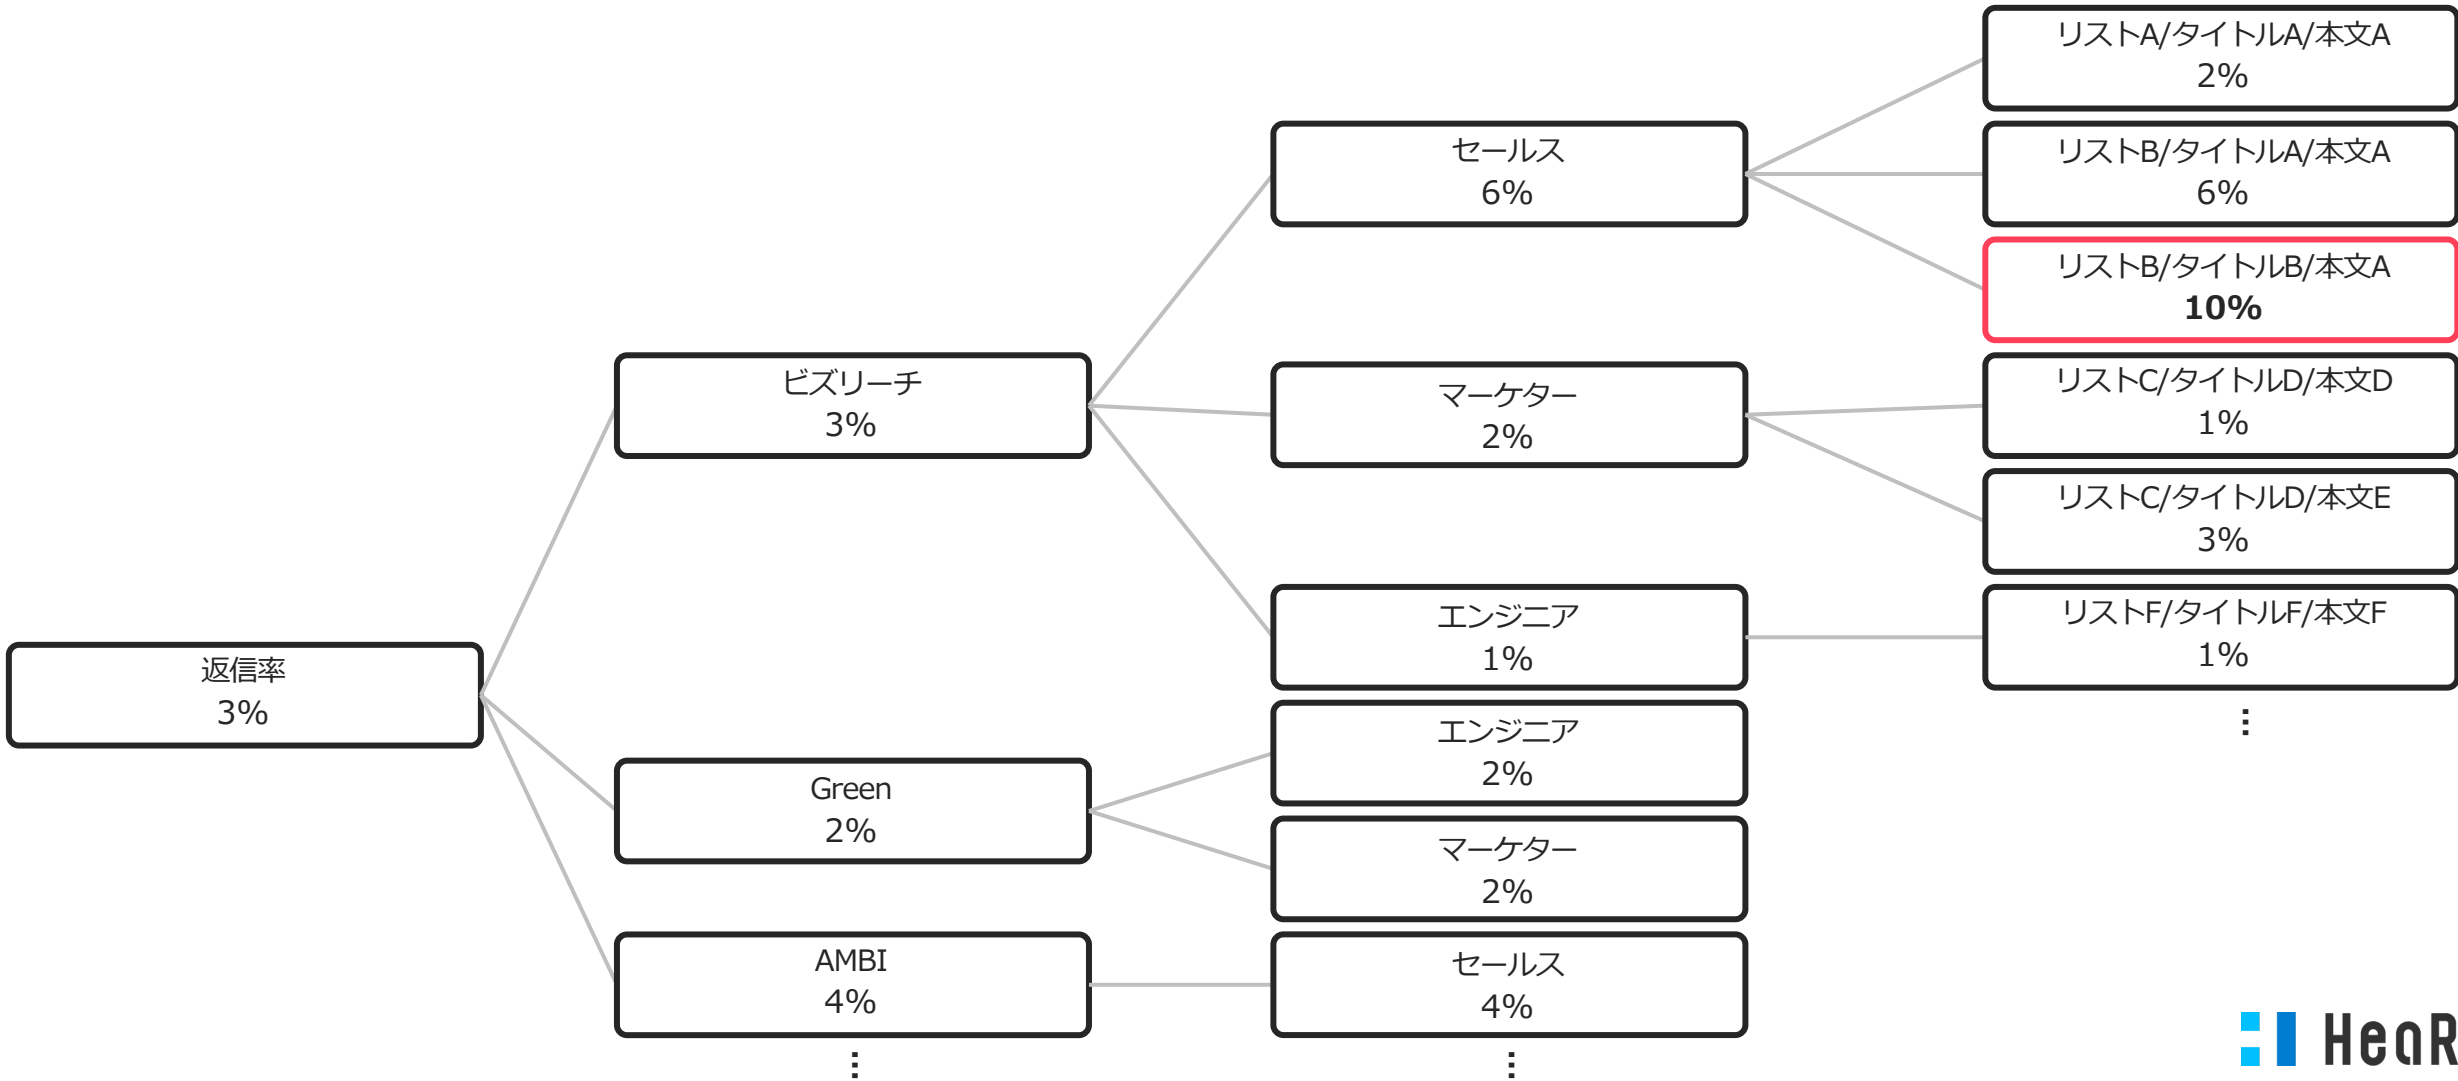 返信率
3%
ビズリーチ
3%
Green
2%
AMBI
4%
⋮
セールス
6%
マーケター
2%
エンジニア
1%
エンジニア
2%
マーケター
2%
セールス
4%
⋮
リストA/タイトルA/本文A
2%
リストB/タイトルA/本文A
6%
リストB/タイトルB/本文A
10%
リストC/タイトルD/本文D
1%
リストC/タイトルD/本文E
3%
リストF/タイトルF/本文F
1%
⋮
HeaR